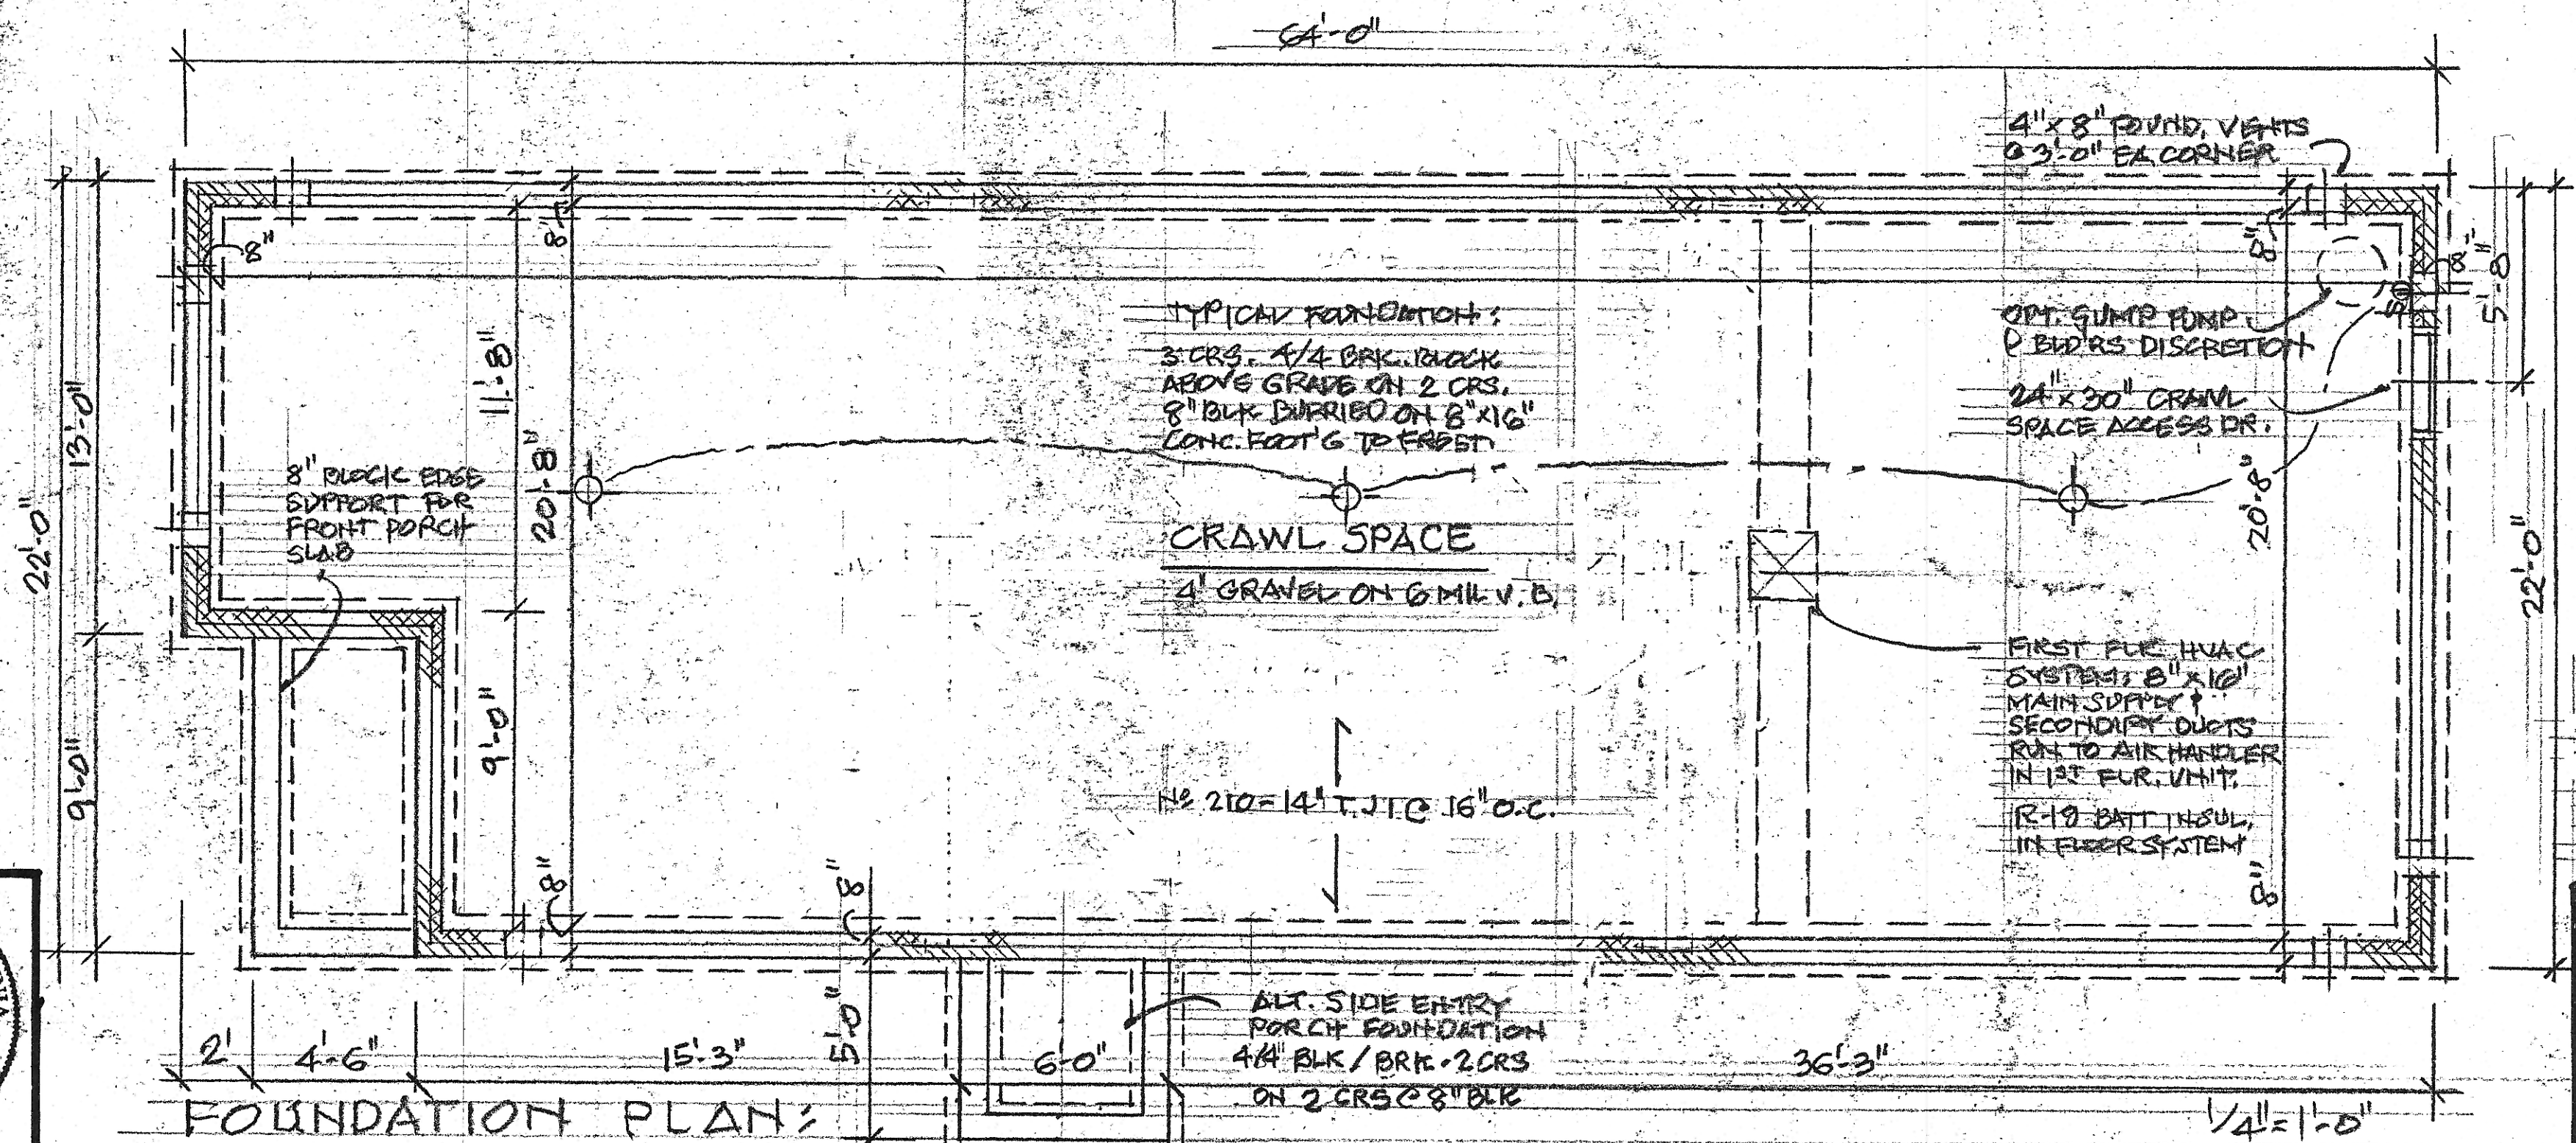 64'-0"
4"x8" FOUND. VENTS
@ 3'-0" EA CORNER
8"
8"
8"
8"
5'-8"
13'-0"
22'-0"
9'-0"
11'-8"
20'-8"
9'-0"
TYPICAL FOUNDATION:
3 CRS. 4/4 BRK. BLOCK
ABOVE GRADE ON 2 CRS.
8" BLK BURRIED ON 8"x16"
CONC. FOOT'G TO FROST
OPT. SUMP PUMP
@ BLD'RS DISCRETION
24"x30" CRAWL
SPACE ACCESS DR.
8" BLOCK EDGE
SUPPORT FOR
FRONT PORCH
SLAB
CRAWL SPACE
4" GRAVEL ON 6 MIL V.B.
20'-8"
22'-0"
FIRST FLR. HVAC
SYSTEM: 8"x16"
MAIN SUPPLY &
SECONDIRY DUCTS
RUN TO AIR HANDLER
IN 1ST FLR. UNIT.
R-19 BATT INSUL.
IN FLOOR SYSTEM
No 210-14" TJI @ 16" O.C.
8"
8"
8"
5'-0"
ALT. SIDE ENTRY
PORCH FOUNDATION
4/4" BLK / BRK - 2 CRS
ON 2 CRS @ 8" BLK
2'
4'-6"
15'-3"
6'-0"
36'-3"
FOUNDATION PLAN:
1/4"=1'-0"